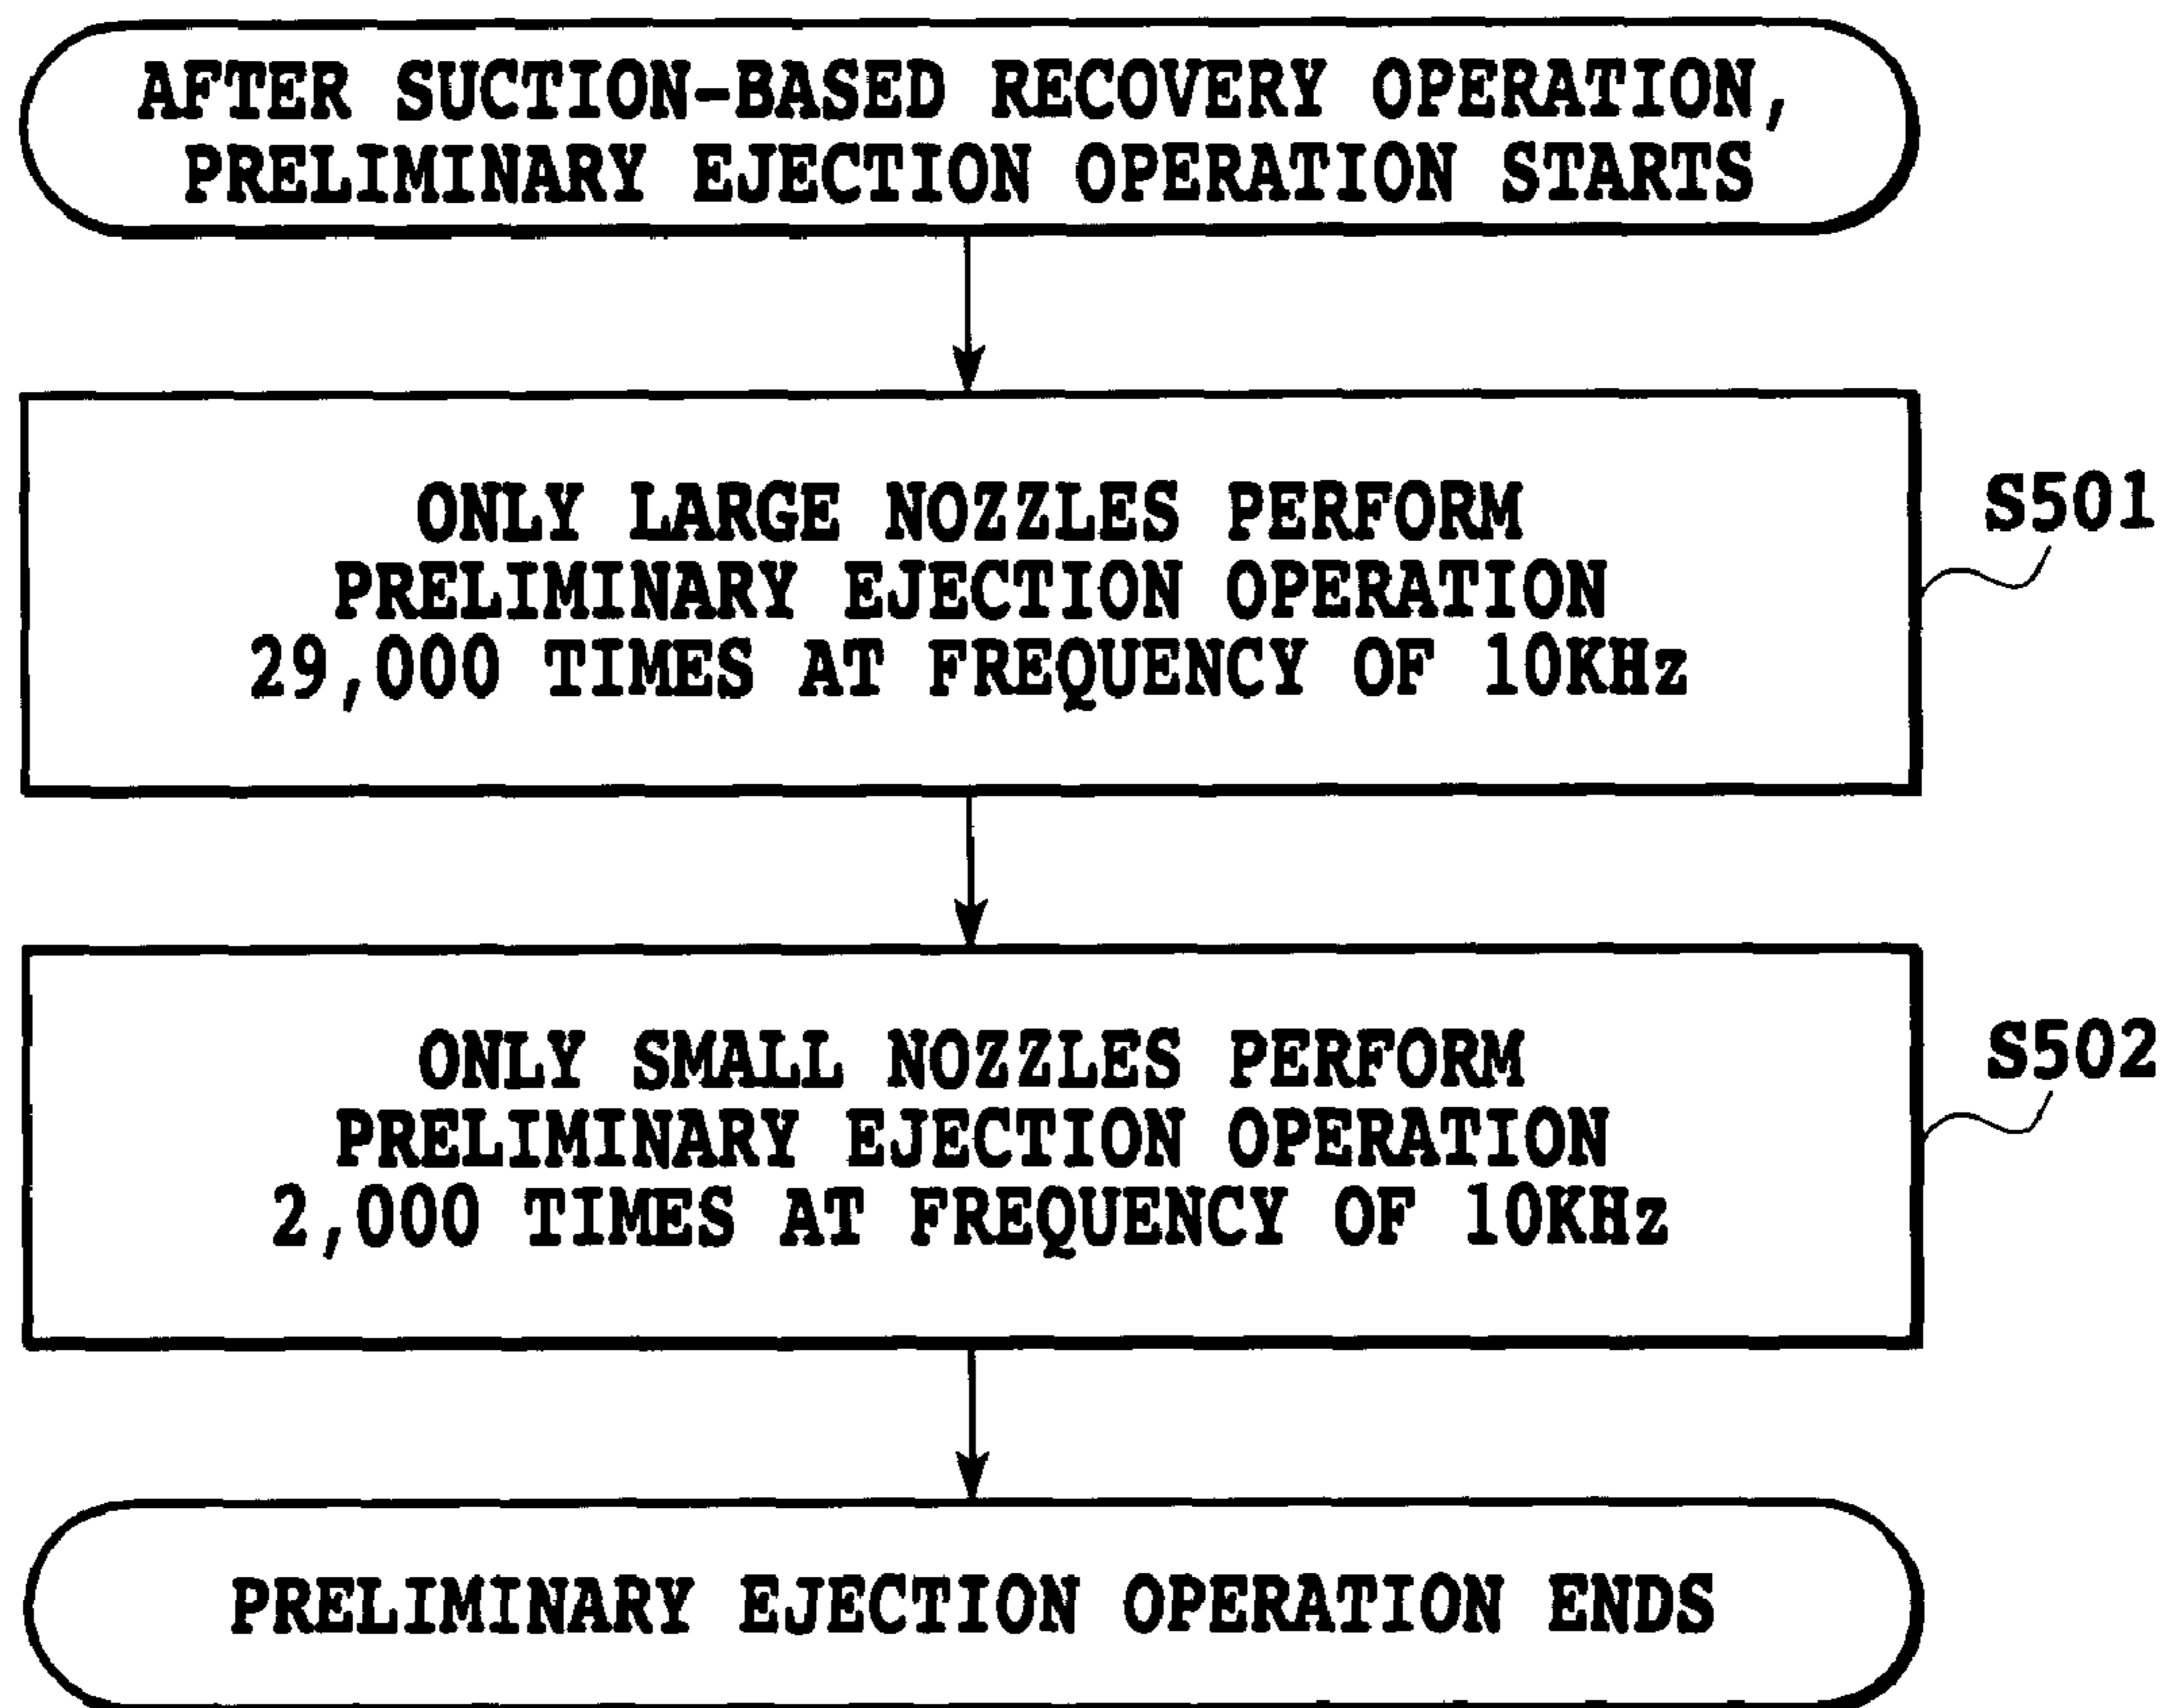 AFTER SUCTION-BASED RECOVERY OPERATION,
PRELIMINARY EJECTION OPERATION STARTS
ONLY LARGE NOZZLES PERFORM
PRELIMINARY EJECTION OPERATION
29,000 TIMES AT FREQUENCY OF 10KHz
S501
ONLY SMALL NOZZLES PERFORM
PRELIMINARY EJECTION OPERATION
2,000 TIMES AT FREQUENCY OF 10KHz
S502
PRELIMINARY EJECTION OPERATION ENDS